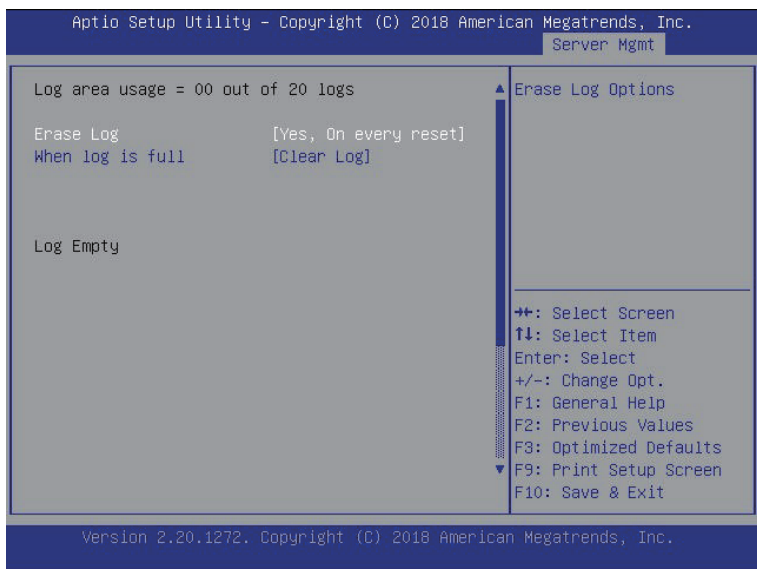 Aptio Setup Utility – Copyright (C) 2018 American Megatrends, Inc.
Server Mgmt
Log area usage = 00 out of 20 logs
Erase Log [Yes, On every reset]
When log is full [Clear Log]
Log Empty
Erase Log Options
→←: Select Screen
↑↓: Select Item
Enter: Select
+/-: Change Opt.
F1: General Help
F2: Previous Values
F3: Optimized Defaults
F9: Print Setup Screen
F10: Save & Exit
Version 2.20.1272. Copyright (C) 2018 American Megatrends, Inc.